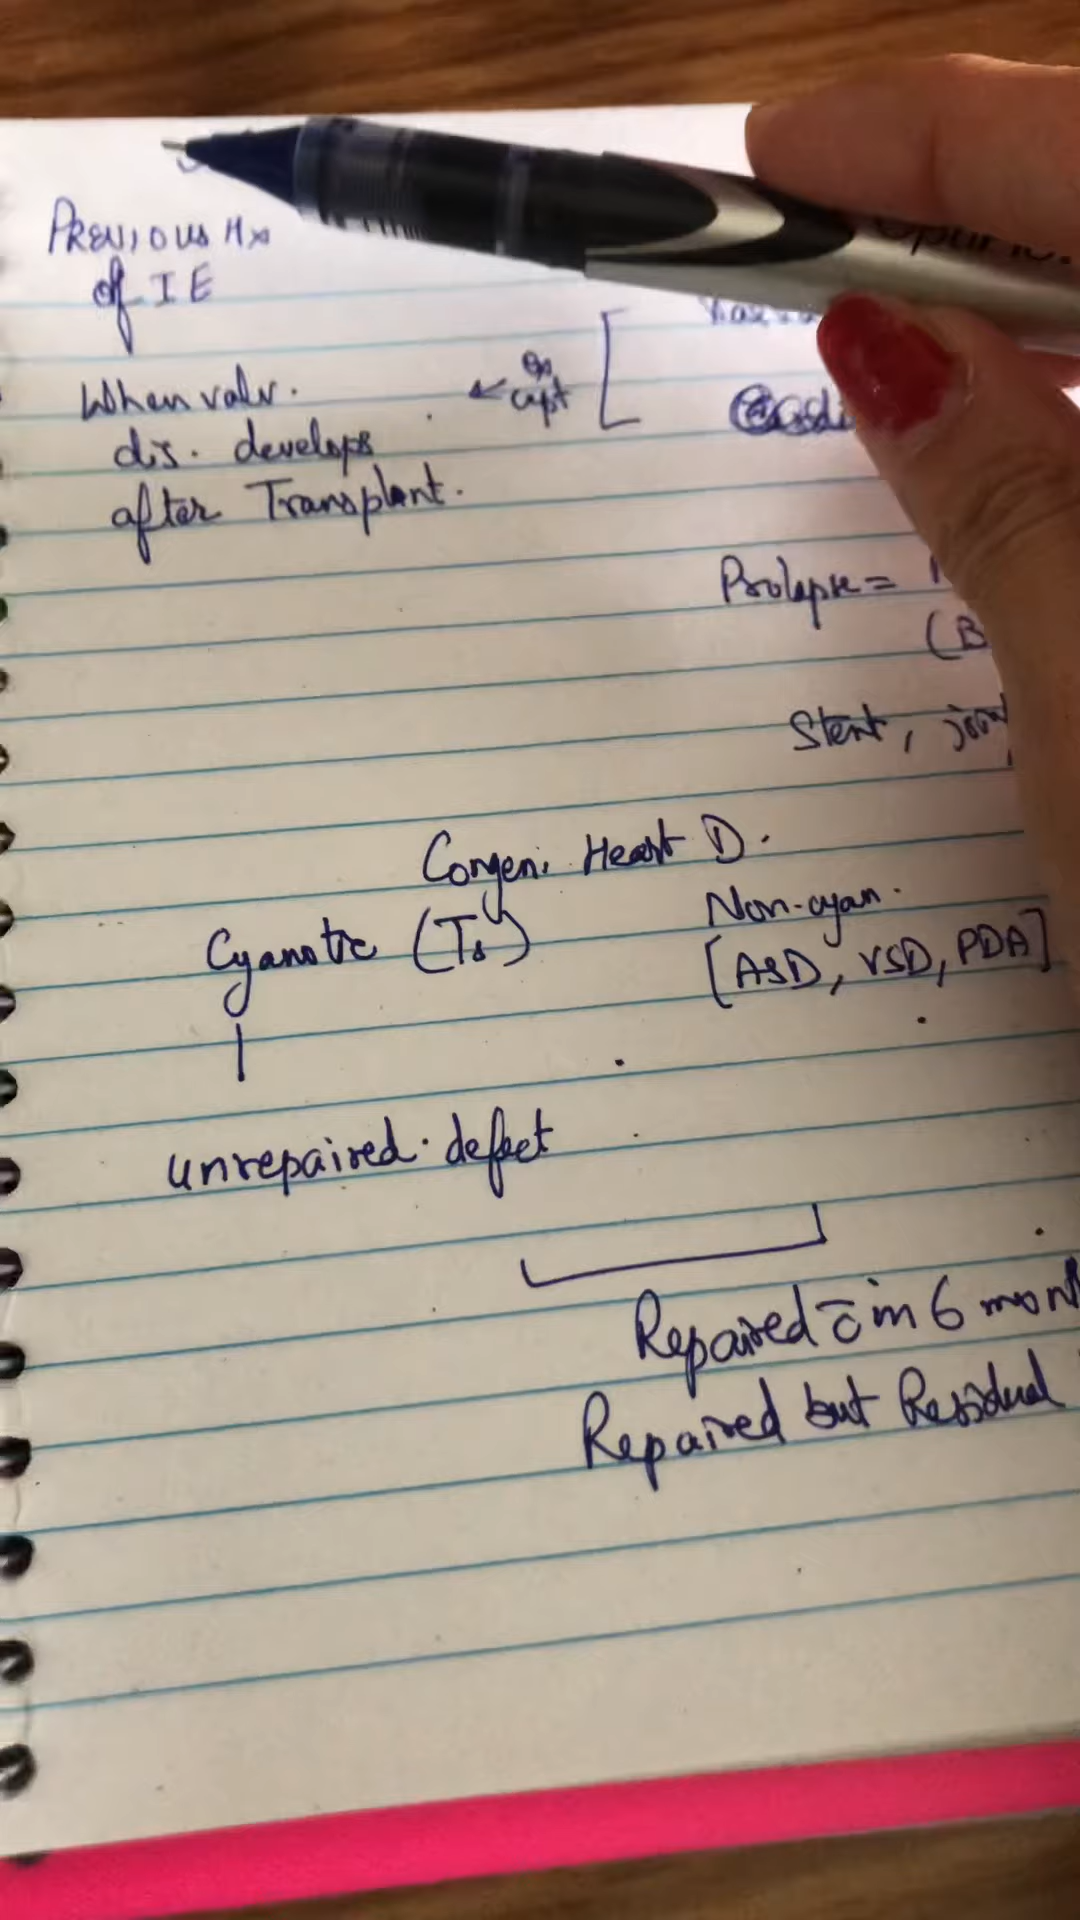 Previous Hx
of IE
When valv.
dis. develops
after Transplant.
←
[
Prolapse =
(B
Stent,
Congen. Heart D.
Cyanotic (Ts)
Non-cyan.
[ASD, VSD, PDA]
unrepaired. defect
Repaired c̄ in 6 mon
Repaired but Residual